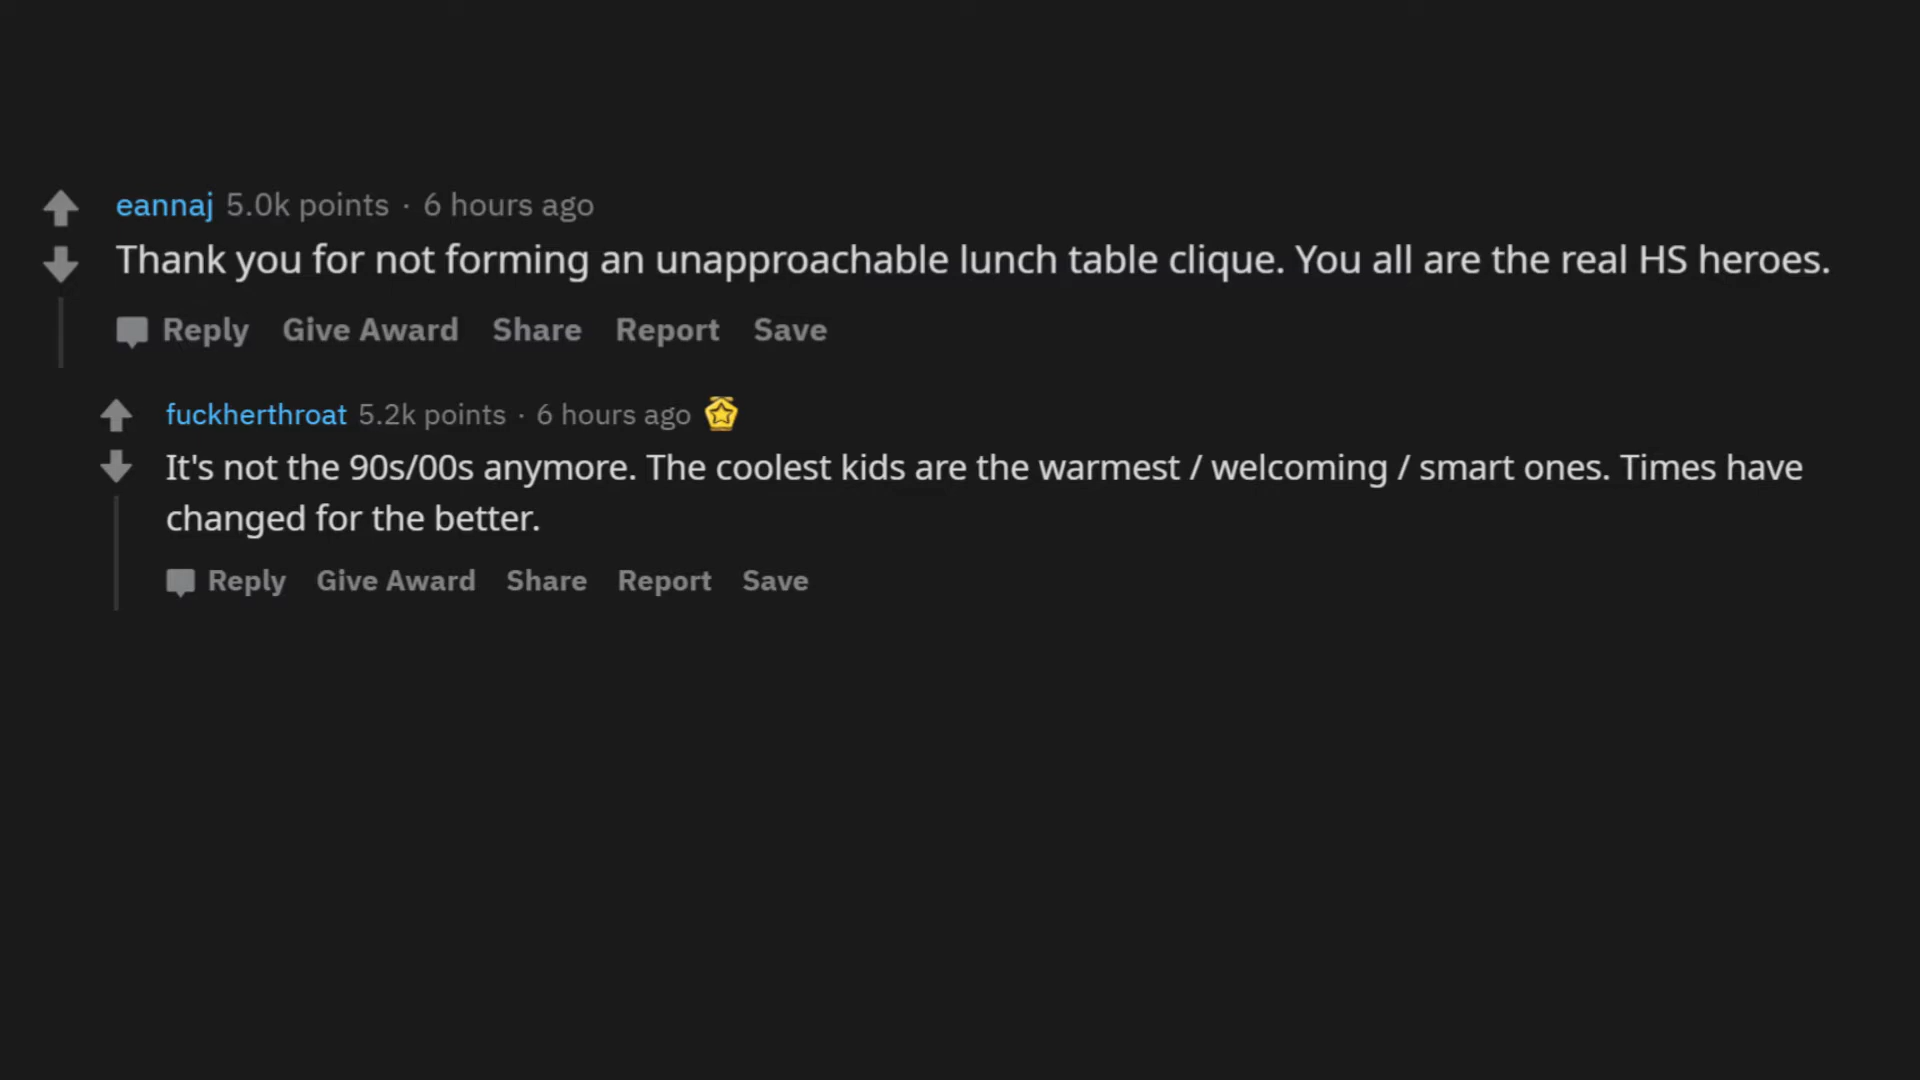 eannaj 5.0k points · 6 hours ago
Thank you for not forming an unapproachable lunch table clique. You all are the real HS heroes.
Reply Give Award Share Report Save
fuckherthroat 5.2k points · 6 hours ago
It's not the 90s/00s anymore. The coolest kids are the warmest / welcoming / smart ones. Times have
changed for the better.
Reply Give Award Share Report Save